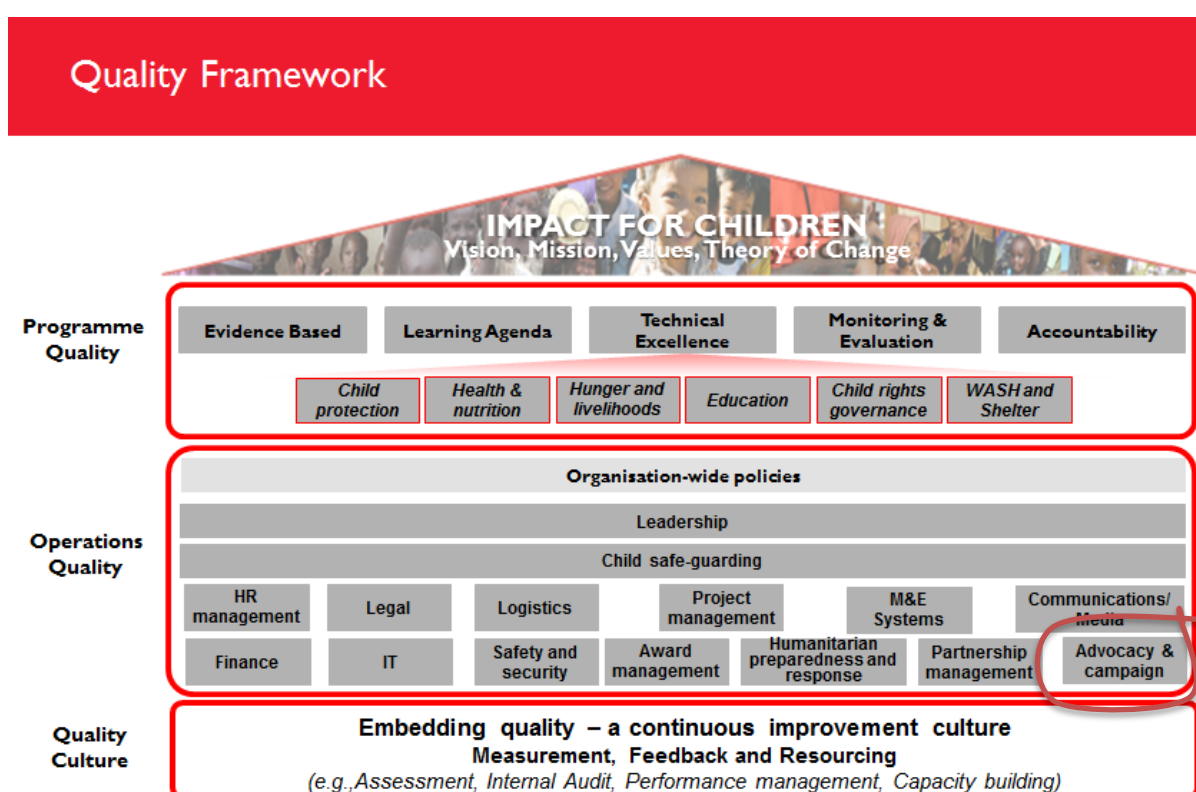 Quality Framework
IMPACT FOR CHILDREN
Vision, Mission, Values, Theory of Change
Programme
Quality
Evidence Based
Learning Agenda
Technical
Excellence
Monitoring &
Evaluation
Accountability
Child
protection
Health &
nutrition
Hunger and
livelihoods
Education
Child rights
governance
WASH and
Shelter
Operations
Quality
Organisation-wide policies
Leadership
Child safe-guarding
HR
management
Legal
Logistics
Project
management
M&E
Systems
Communications/
Media
Finance
IT
Safety and
security
Award
management
Humanitarian
preparedness and
response
Partnership
management
Advocacy &
campaign
Quality
Culture
Embedding quality – a continuous improvement culture
Measurement, Feedback and Resourcing
(e.g.,Assessment, Internal Audit, Performance management, Capacity building)